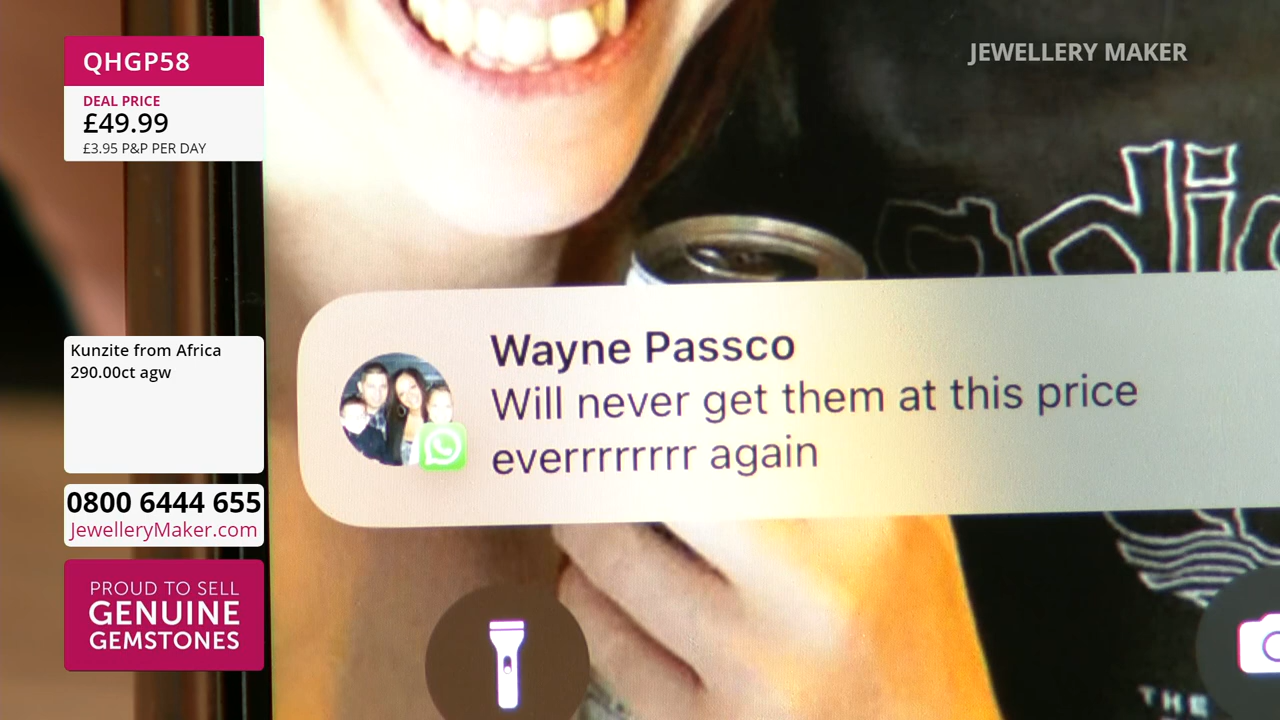 QHGP58
DEAL PRICE
£49.99
£3.95 P&P PER DAY
JEWELLERY MAKER
Kunzite from Africa
290.00ct agw
0800 6444 655
JewelleryMaker.com
PROUD TO SELL
GENUINE
GEMSTONES
Wayne Passco
Will never get them at this price
everrrrrrrr again
THE